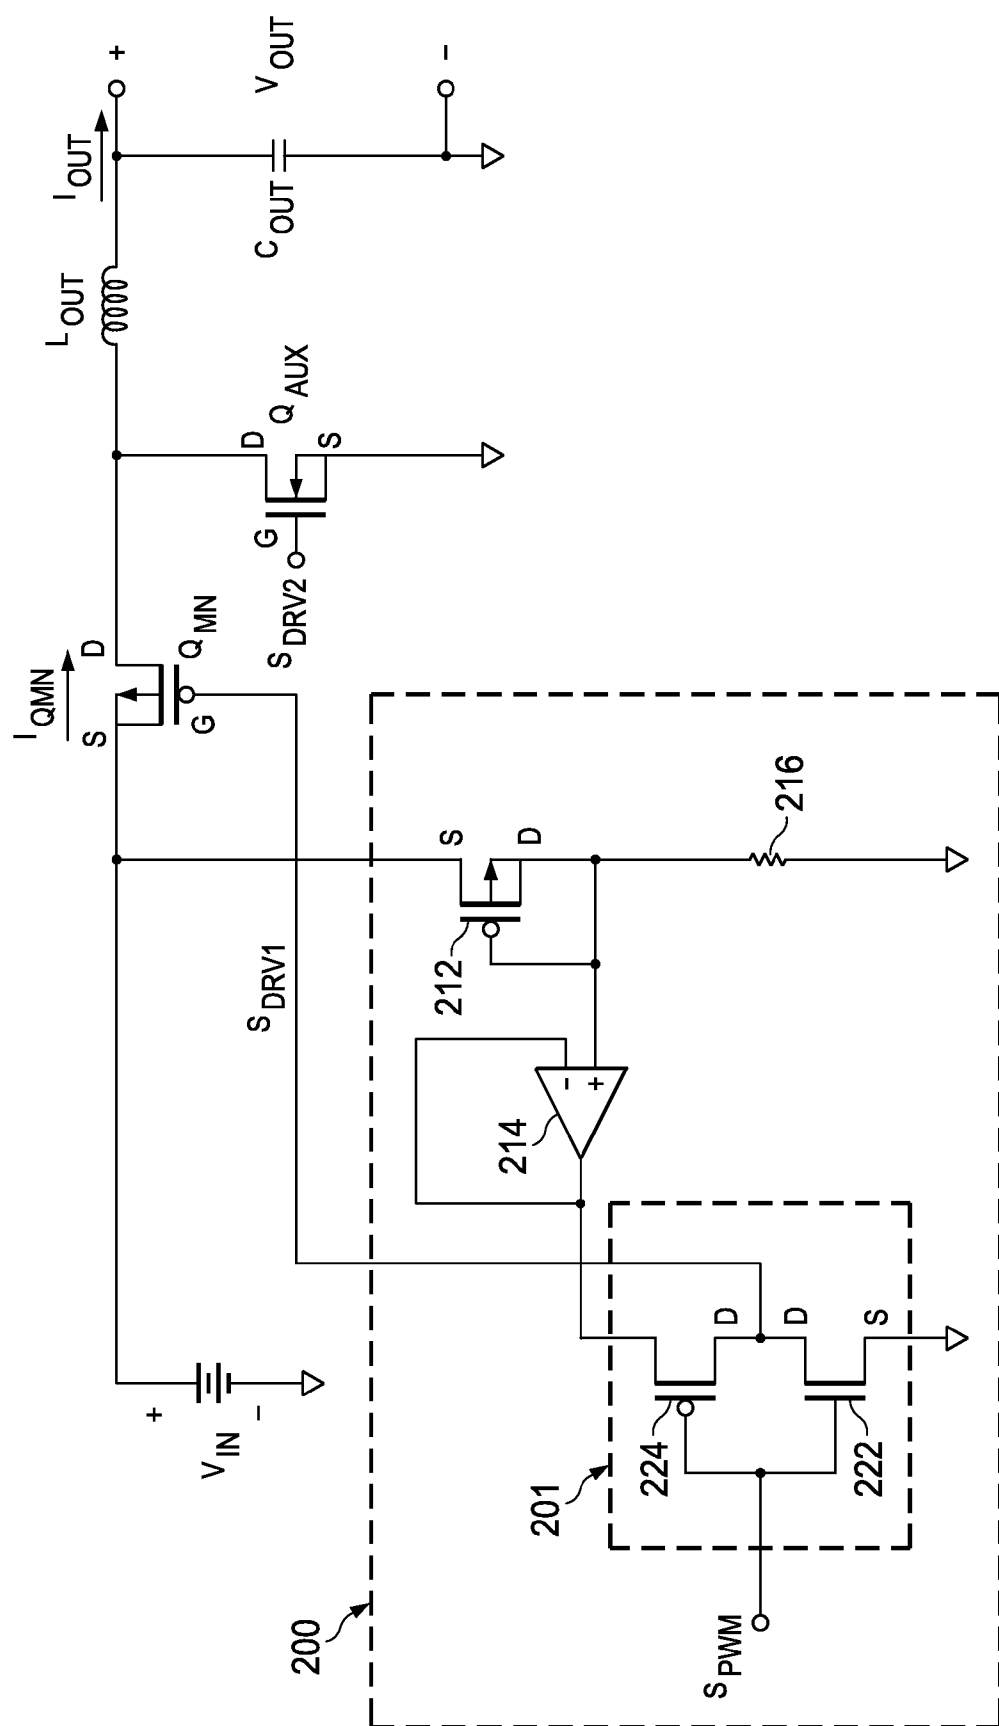 V_IN
+
-
I_QMN
S
D
G
Q_MN
L_OUT
I_OUT
+
V_OUT
-
C_OUT
D
S
G
Q_AUX
S_DRV2
S_DRV1
200
S
D
212
216
-
+
214
201
224
D
D
S
222
S_PWM